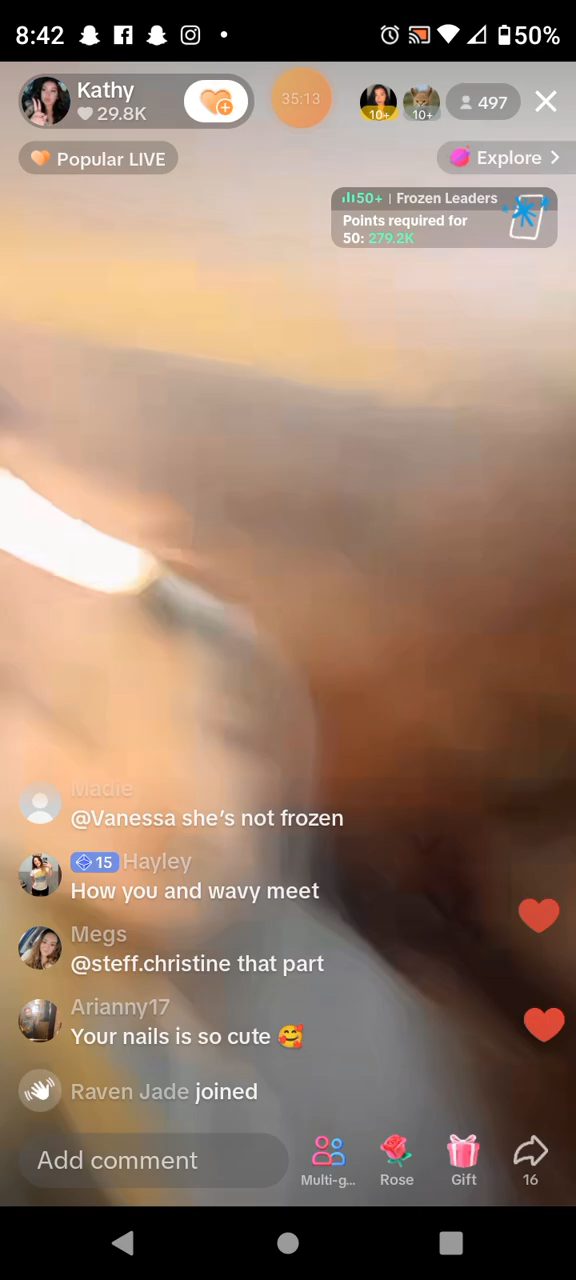 8:42
50%
Kathy
29.8K
35:13
10+
10+
497
Popular LIVE
Explore
50+ | Frozen Leaders
Points required for
50: 279.2K
Madie
@Vanessa she's not frozen
15 Hayley
How you and wavy meet
Megs
@steff.christine that part
Arianny17
Your nails is so cute 🥰
Raven Jade joined
Add comment
Multi-g...
Rose
Gift
16